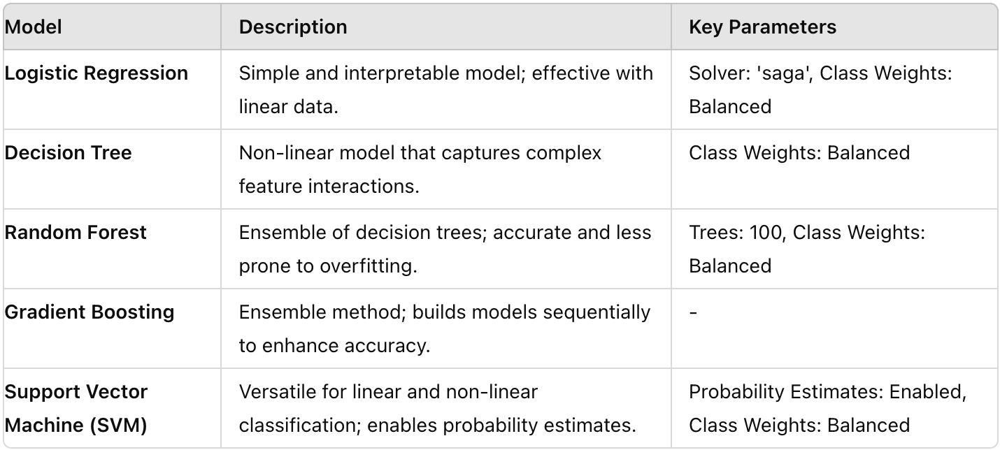 Model Description Key Parameters
Logistic Regression Simple and interpretable model; effective with Solver: 'saga', Class Weights:
linear data. Balanced
Decision Tree Non-linear model that captures complex Class Weights: Balanced
feature interactions.
Random Forest Ensemble of decision trees; accurate and less Trees: 100, Class Weights:
prone to overfitting. Balanced
Gradient Boosting Ensemble method; builds models sequentially -
to enhance accuracy.
Support Vector Versatile for linear and non-linear Probability Estimates: Enabled,
Machine (SVM) classification; enables probability estimates. Class Weights: Balanced